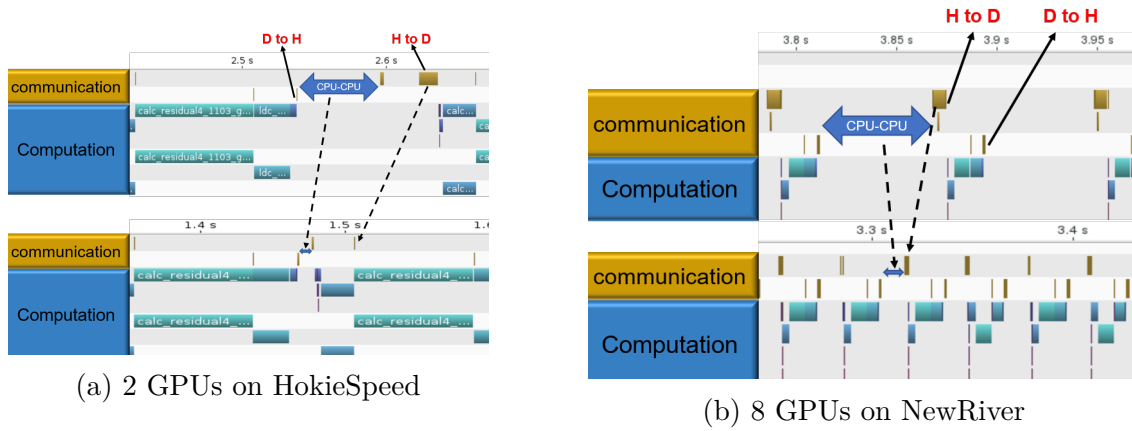 D to H
H to D
2.5 s
2.6 s
communication
CPU-CPU
calc_residual4_1103_g...
ldc_...
calc...
Computation
calc_residual4_1103_g...
ldc_...
calc...
1.4 s
1.5 s
1.6
communication
calc_residual4_...
calc_residual4_...
Computation
calc_residual4_...
calc_residual4_...
(a) 2 GPUs on HokieSpeed
H to D
D to H
3.8 s
3.85 s
3.9 s
3.95 s
communication
CPU-CPU
Computation
3.3 s
3.4 s
communication
Computation
(b) 8 GPUs on NewRiver